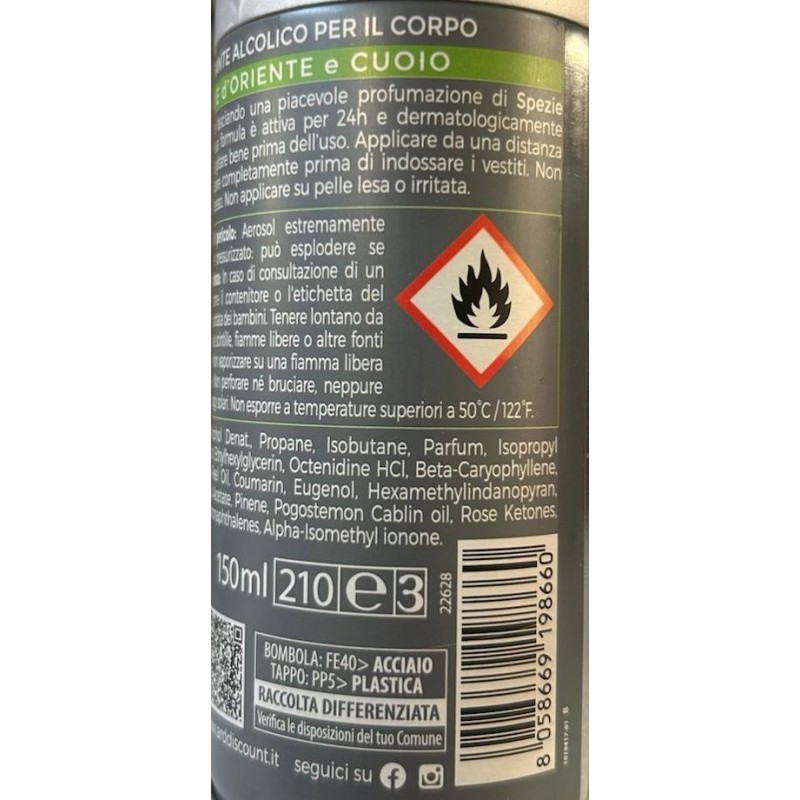 ALCOLICO PER IL CORPO
d'ORIENTE e CUOIO
lasciando una piacevole profumazione di Spezie
formula è attiva per 24h e dermatologicamente
bene prima dell'uso. Applicare da una distanza
completamente prima di indossare i vestiti. Non
Non applicare su pelle lesa o irritata.
pericolo: Aerosol estremamente
pressurizzato: può esplodere se
In caso di consultazione di un
il contenitore o l'etichetta del
dei bambini. Tenere lontano da
fiamme libere o altre fonti
vaporizzare su una fiamma libera
Non perforare né bruciare, neppure
solari. Non esporre a temperature superiori a 50°C / 122°F.
Denat., Propane, Isobutane, Parfum, Isopropyl
Ethylhexylglycerin, Octenidine HCl, Beta-Caryophyllene,
Oil, Coumarin, Eugenol, Hexamethylindanopyran,
Pinene, Pogostemon Cablin oil, Rose Ketones,
Alpha-Isomethyl ionone.
150ml 210 e 3
22628
BOMBOLA: FE40> ACCIAIO
TAPPO: PP5> PLASTICA
RACCOLTA DIFFERENZIATA
Verifica le disposizioni del tuo Comune
seguici su
8 058669 198660